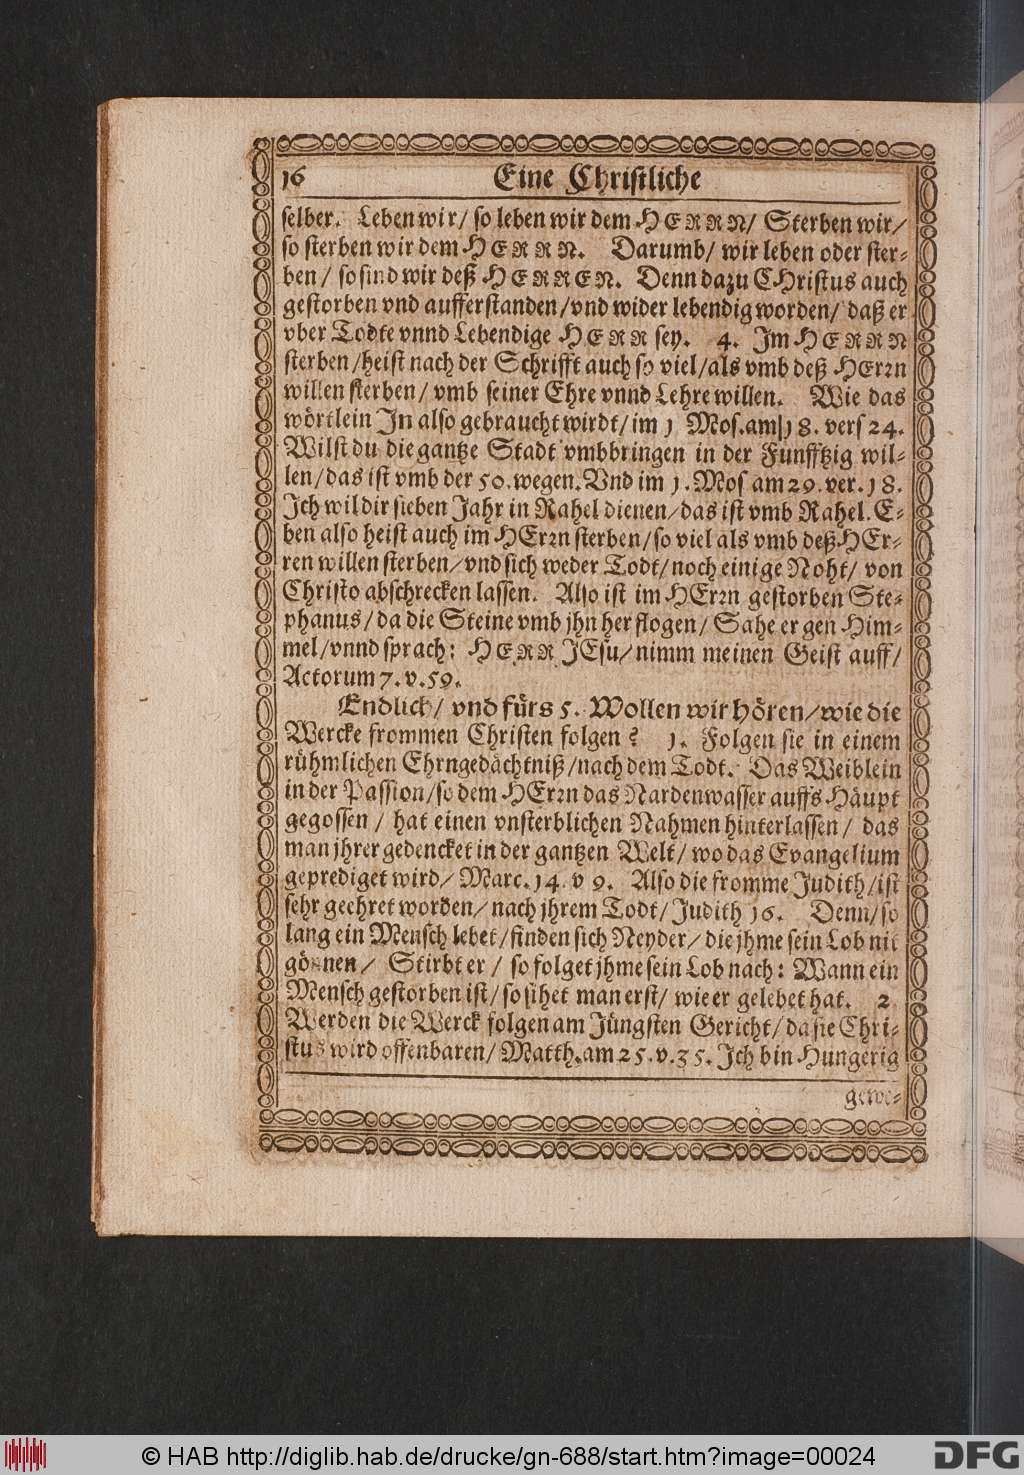 16 Eine Christliche
selber. Leben wir/ so leben wir dem HERRN/ Sterben wir/
so sterben wir dem HERRN. Darumb/ wir leben oder ster-
ben/ so sind wir deß HERREN. Denn dazu CHristus auch
gestorben vnd aufferstanden/vnd wider lebendig worden/ daß er
vber Todte vnnd Lebendige HERR sey. 4. Im HERRN
sterben/heist nach der Schrifft auch so viel/als vmb deß HErrn
willen sterben/ vmb seiner Ehre vnnd Lehre willen. Wie das
wörtlein In also gebraucht wirdt/ im 1 Mos. am 18. vers 24.
Wilst du die gantze Stadt vmbbringen in der Fünfftzig wil-
len/das ist vmb der 50. wegen. Vnd im 1. Mos am 29. ver. 18.
Ich wil dir sieben Jahr in Rahel dienen/das ist vmb Rahel. E-
ben also heist auch im HErrn sterben/so viel als vmb deß HEr-
ren willen sterben/vnd sich weder Todt/noch einige Noht/ von
Christo abschrecken lassen. Also ist im HErrn gestorben Ste-
phanus/ da die Steine vmb jhn her flogen/ Sahe er gen Him-
mel/vnnd sprach: HERR JEsu/nimm meinen Geist auff/
Actorum 7. v. 59.
Endlich/ vnd fürs 5. Wollen wir hören/wie die
Wercke frommen Christen folgen? 1. Folgen sie in einem
rühmlichen Ehrngedächtniß/nach dem Todt. Das Weiblein
in der Passion/so dem HErrn das Nardenwasser auffs Häupt
gegossen/ hat einen vnsterblichen Nahmen hinterlassen/ das
man jhrer gedencket in der gantzen Welt/ wo das Evangelium
geprediget wird/ Marc. 14. v 9. Also die fromme Judith/ist
sehr geehret worden/nach jhrem Todt/ Judith 16. Denn/so
lang ein Mensch lebet/finden sich Neyder/die jhme sein Lob nit
gönnen/ Stirbt er/ so folget jhme sein Lob nach: Wann ein
Mensch gestorben ist/so sihet man erst/ wie er gelebet hat. 2
Werden die Werck folgen am Jüngsten Gericht/da sie Chri-
stus wird offenbaren/ Matth. am 25. v. 35. Ich bin Hungerig
gewe-
© HAB http://diglib.hab.de/drucke/gn-688/start.htm?image=00024
DFG